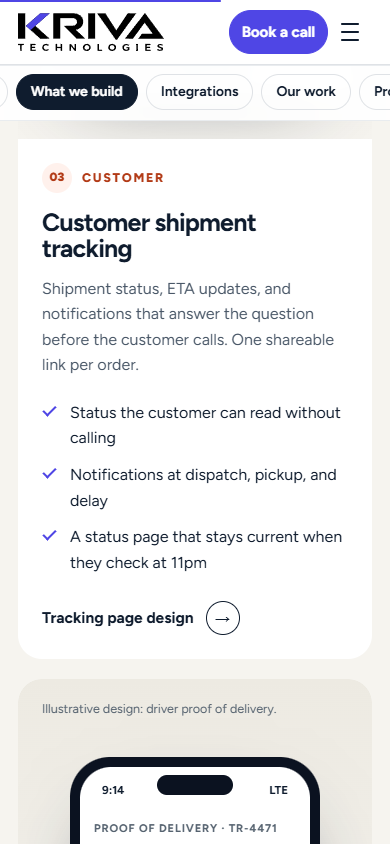 KRIVA
TECHNOLOGIES
Book a call
What we build
Integrations
Our work
03
CUSTOMER
Customer shipment
tracking
Shipment status, ETA updates, and
notifications that answer the question
before the customer calls. One shareable
link per order.
Status the customer can read without
calling
Notifications at dispatch, pickup, and
delay
A status page that stays current when
they check at 11pm
Tracking page design →
Illustrative design: driver proof of delivery.
9:14
LTE
PROOF OF DELIVERY · TR-4471